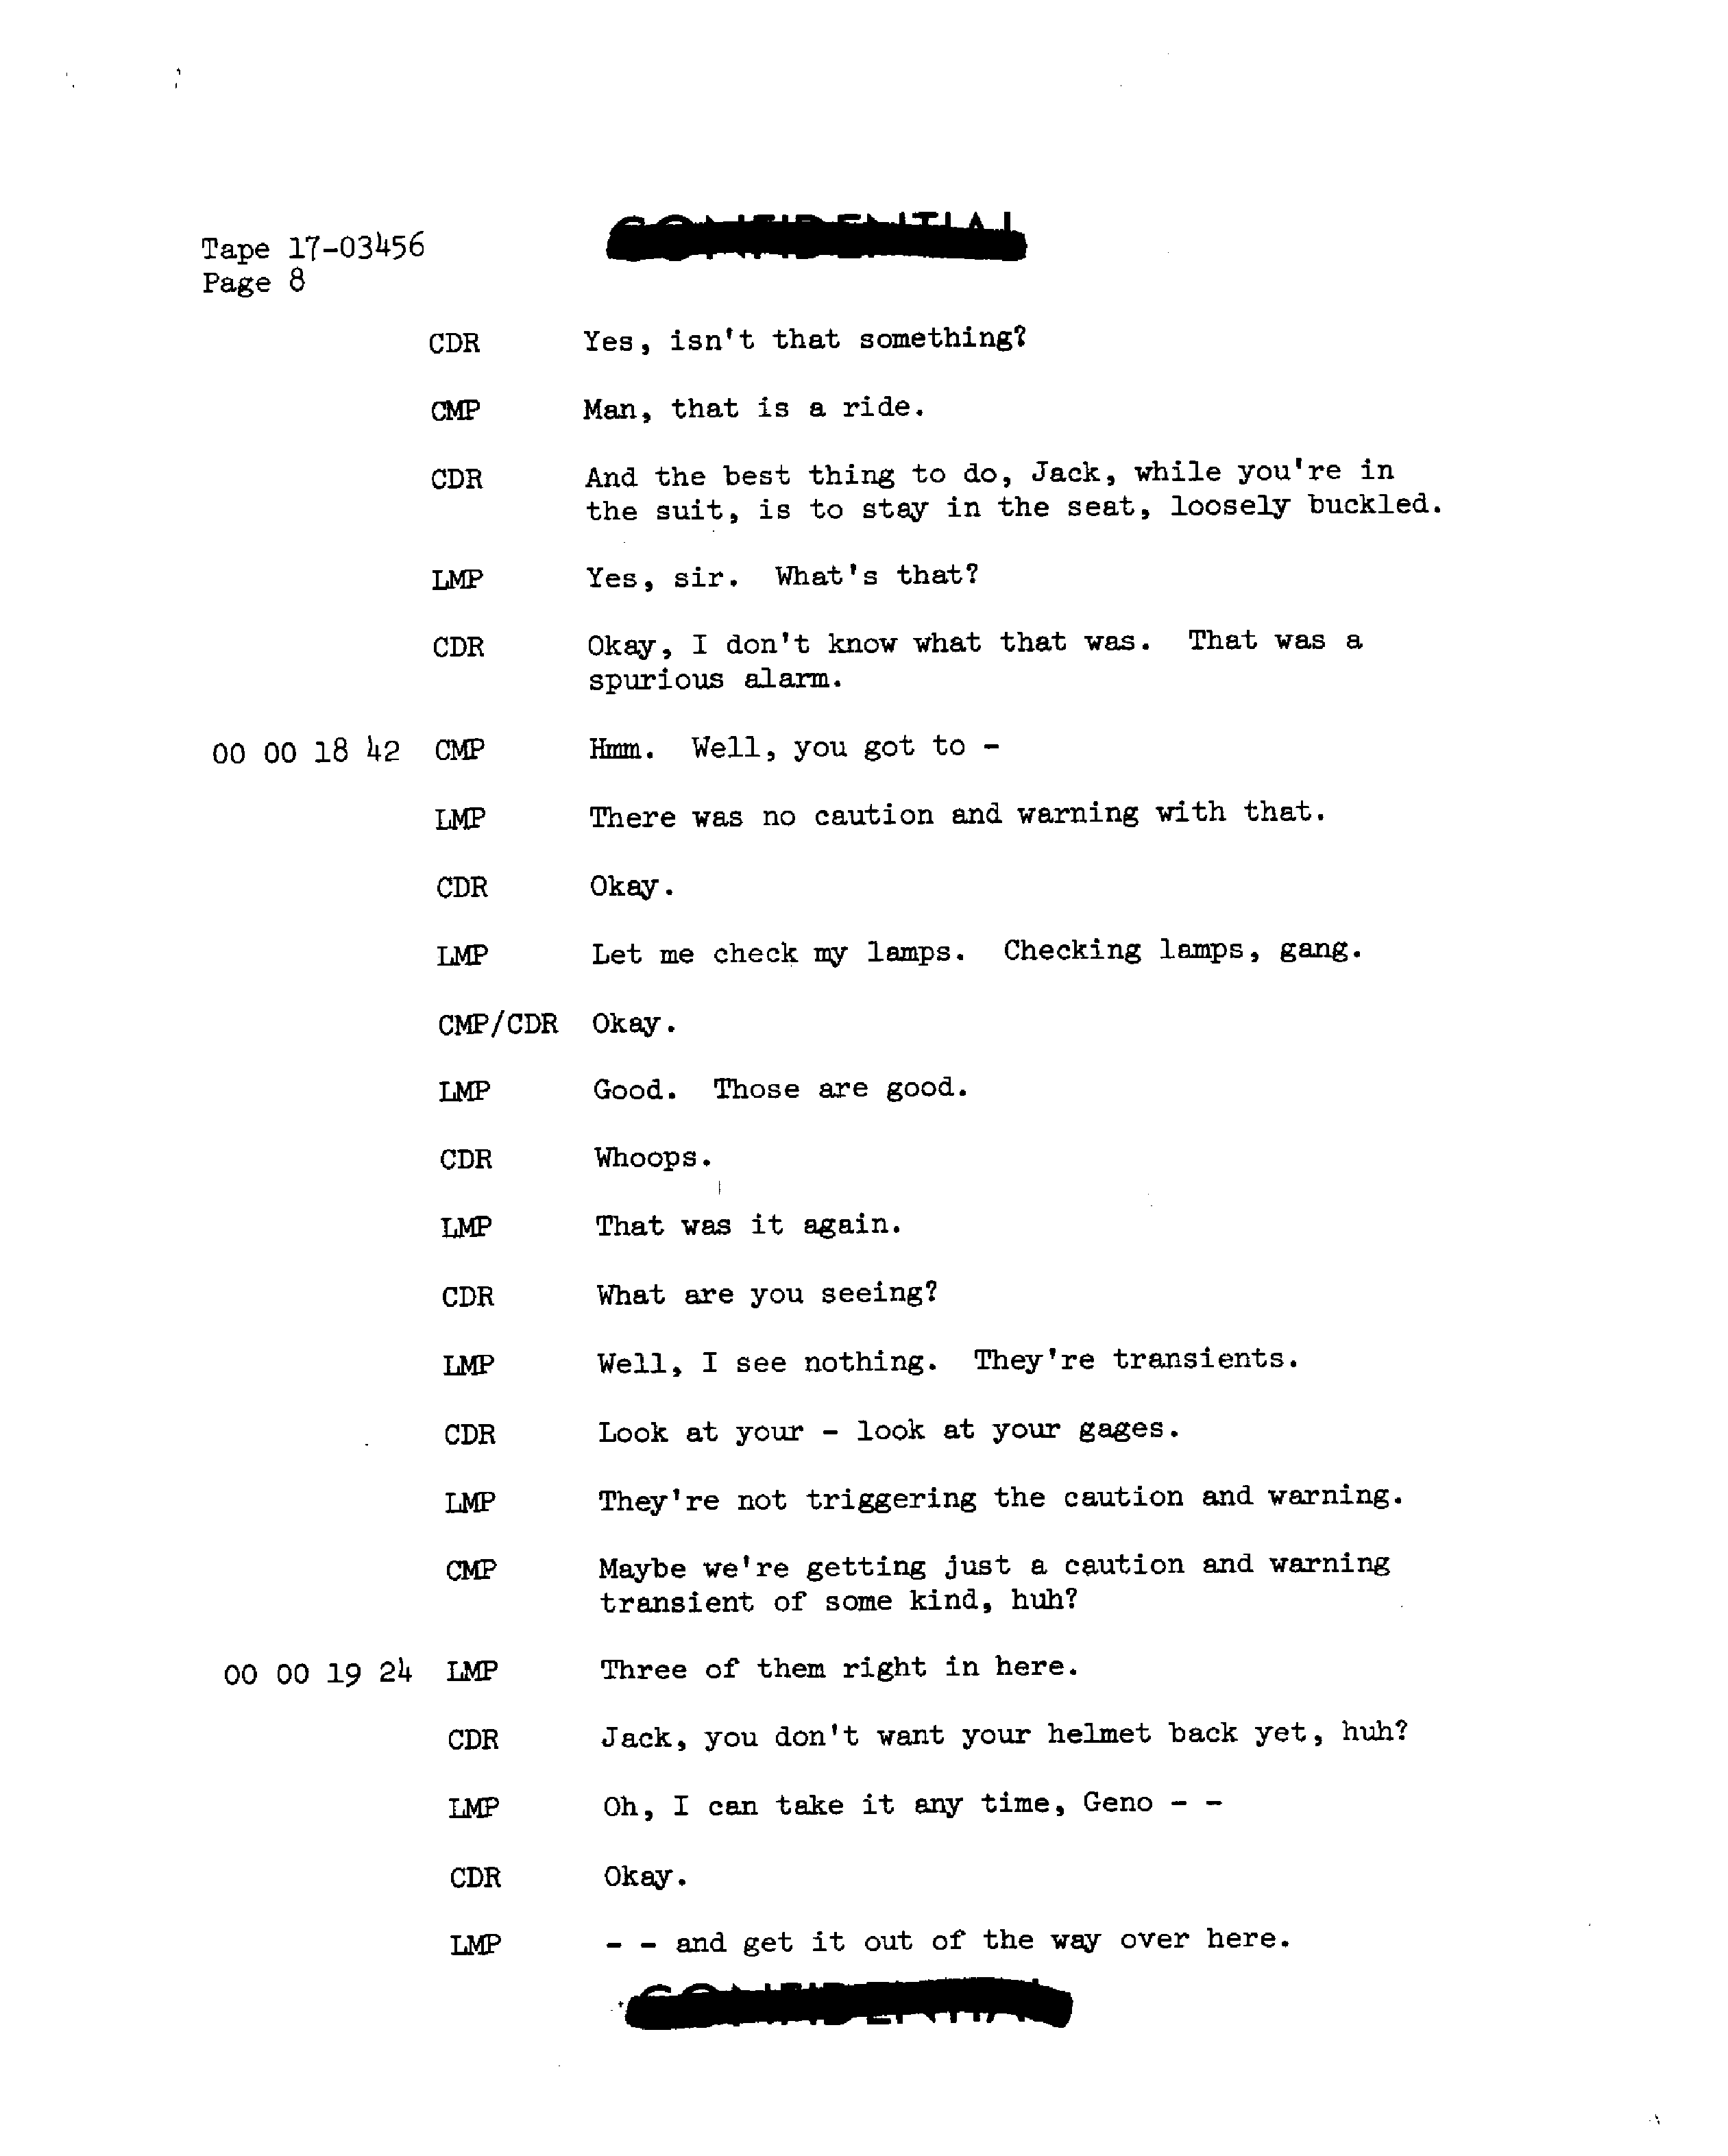 CONFIDENTIAL
Tape 17-03456
Page 8
CDR Yes, isn't that something?
CMP Man, that is a ride.
CDR And the best thing to do, Jack, while you're in
the suit, is to stay in the seat, loosely buckled.
LMP Yes, sir. What's that?
CDR Okay, I don't know what that was. That was a
spurious alarm.
00 00 18 42 CMP Hmm. Well, you got to -
LMP There was no caution and warning with that.
CDR Okay.
LMP Let me check my lamps. Checking lamps, gang.
CMP/CDR Okay.
LMP Good. Those are good.
CDR Whoops.
LMP That was it again.
CDR What are you seeing?
LMP Well, I see nothing. They're transients.
CDR Look at your - look at your gages.
LMP They're not triggering the caution and warning.
CMP Maybe we're getting just a caution and warning
transient of some kind, huh?
00 00 19 24 LMP Three of them right in here.
CDR Jack, you don't want your helmet back yet, huh?
LMP Oh, I can take it any time, Geno - -
CDR Okay.
LMP - - and get it out of the way over here.
CONFIDENTIAL